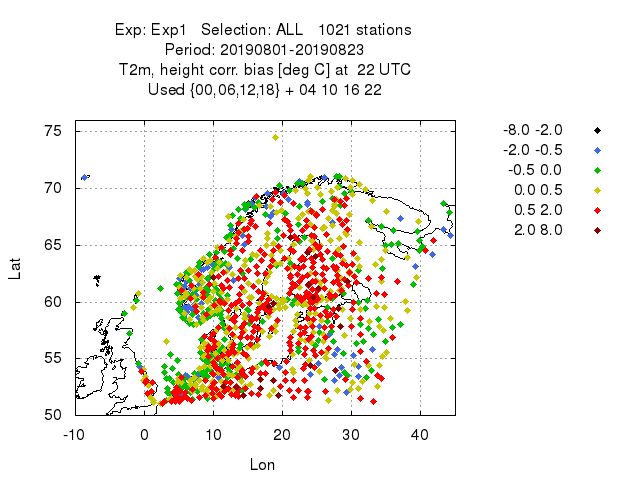 Exp: Exp1   Selection: ALL   1021 stations
Period: 20190801-20190823
T2m, height corr. bias [deg C] at  22 UTC
Used {00,06,12,18} + 04 10 16 22
-8.0 -2.0
-2.0 -0.5
-0.5 0.0
0.0 0.5
0.5 2.0
2.0 8.0
75
70
65
60
55
50
Lat
-10 0 10 20 30 40
Lon